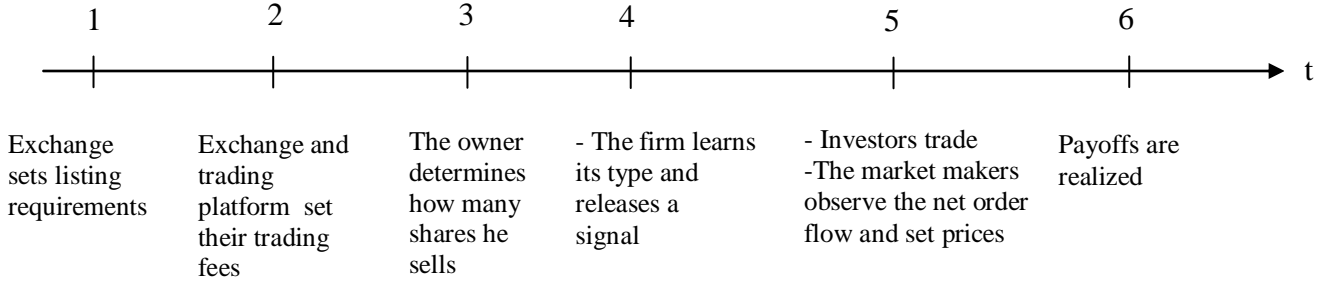 1
2
3
4
5
6
t
Exchange
sets listing
requirements
Exchange and
trading
platform set
their trading
fees
The owner
determines
how many
shares he
sells
- The firm learns
its type and
releases a
signal
- Investors trade
-The market makers
observe the net order
flow and set prices
Payoffs are
realized